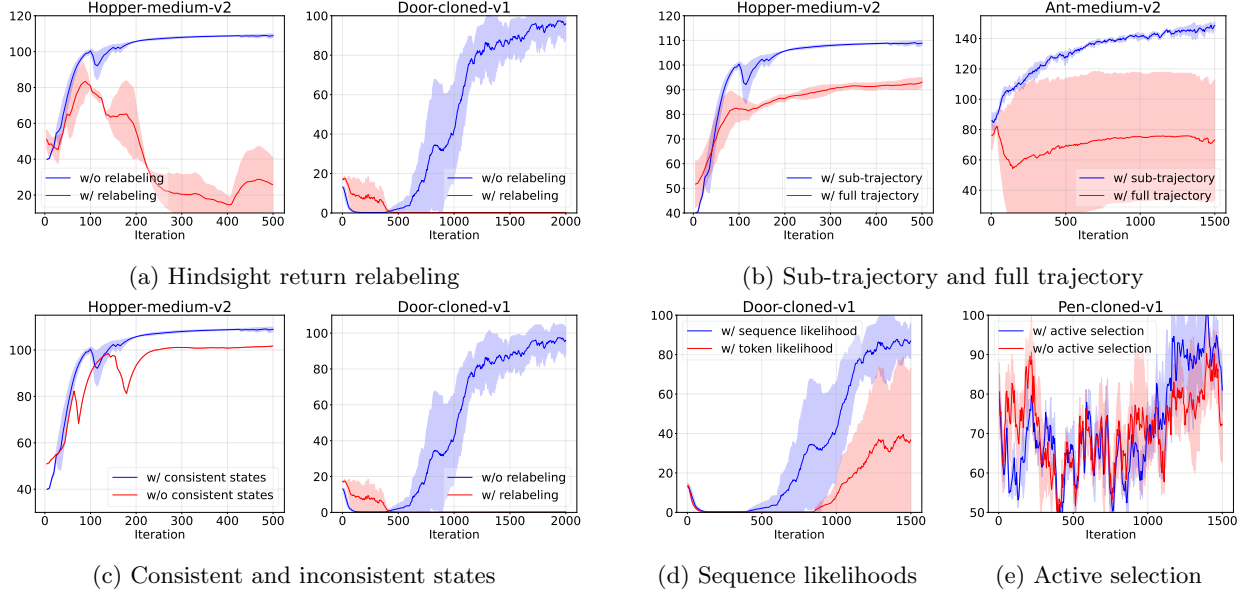 Hopper-medium-v2
120
100
80
60
40
20
0 100 200 300 400 500
Iteration
w/o relabeling
w/ relabeling
Door-cloned-v1
100
80
60
40
20
0
0 500 1000 1500 2000
Iteration
w/o relabeling
w/ relabeling
(a) Hindsight return relabeling
Hopper-medium-v2
120
110
100
90
80
70
60
50
40
0 100 200 300 400 500
Iteration
w/ sub-trajectory
w/ full trajectory
Ant-medium-v2
140
120
100
80
60
40
0 500 1000 1500
Iteration
w/ sub-trajectory
w/ full trajectory
(b) Sub-trajectory and full trajectory
Hopper-medium-v2
100
80
60
40
0 100 200 300 400 500
Iteration
w/ consistent states
w/o consistent states
Door-cloned-v1
100
80
60
40
20
0
0 500 1000 1500 2000
Iteration
w/o relabeling
w/ relabeling
(c) Consistent and inconsistent states
Door-cloned-v1
100
80
60
40
20
0
0 500 1000 1500
Iteration
w/ sequence likelihood
w/ token likelihood
(d) Sequence likelihoods
Pen-cloned-v1
100
90
80
70
60
50
0 500 1000 1500
Iteration
w/ active selection
w/o active selection
(e) Active selection